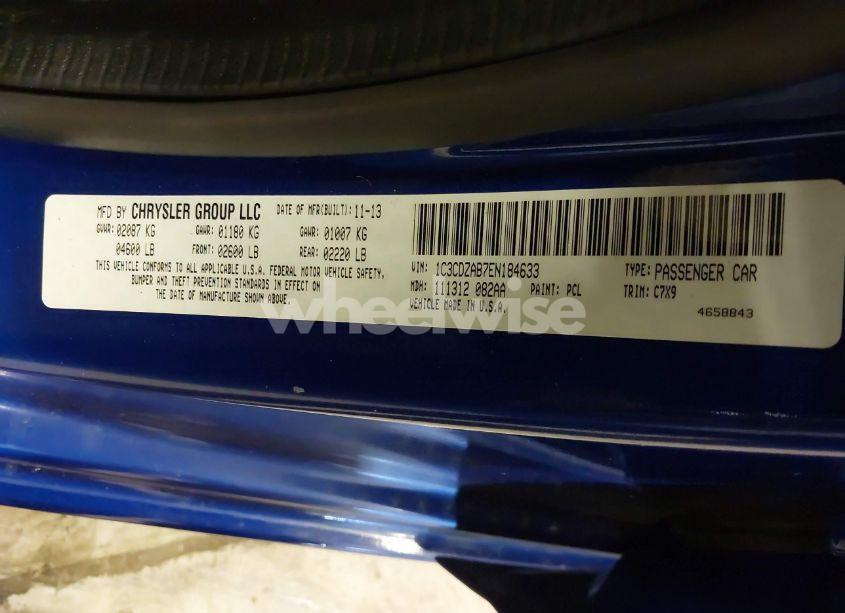 MFD BY CHRYSLER GROUP LLC DATE OF MFR(BUILT): 11-13
GVWR: 02087 KG GAWR: 01180 KG GAWR: 01007 KG
04600 LB FRONT: 02600 LB REAR: 02220 LB
THIS VEHICLE CONFORMS TO ALL APPLICABLE U.S.A. FEDERAL MOTOR VEHICLE SAFETY,
BUMPER AND THEFT PREVENTION STANDARDS IN EFFECT ON
THE DATE OF MANUFACTURE SHOWN ABOVE.
VIN: 1C3CDZAB7EN184633 TYPE: PASSENGER CAR
MDH: 111312 082AA PAINT: PCL TRIM: C7X9
VEHICLE MADE IN U.S.A.
4658843
wheelwise